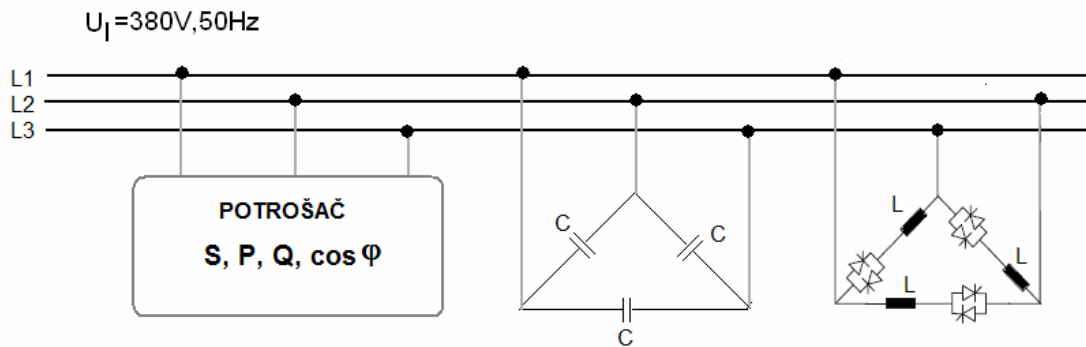 U_l=380V,50Hz
L1
L2
L3
POTROŠAČ
S, P, Q, cos φ
C
C
C
L
L
L